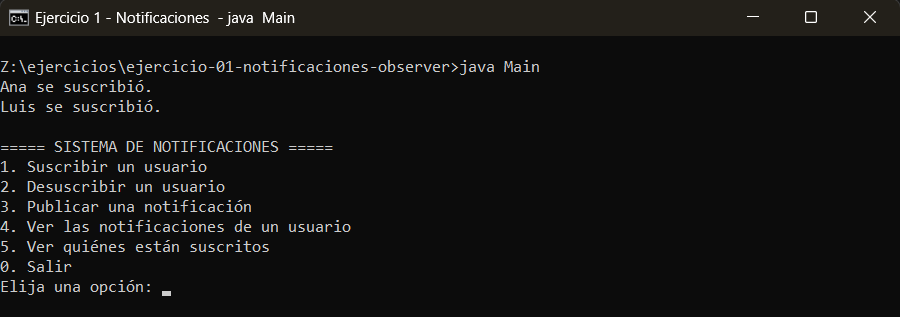 Ejercicio 1 - Notificaciones - java Main
Z:\ejercicios\ejercicio-01-notificaciones-observer>java Main
Ana se suscribió.
Luis se suscribió.
===== SISTEMA DE NOTIFICACIONES =====
1. Suscribir un usuario
2. Desuscribir un usuario
3. Publicar una notificación
4. Ver las notificaciones de un usuario
5. Ver quiénes están suscritos
0. Salir
Elija una opción: